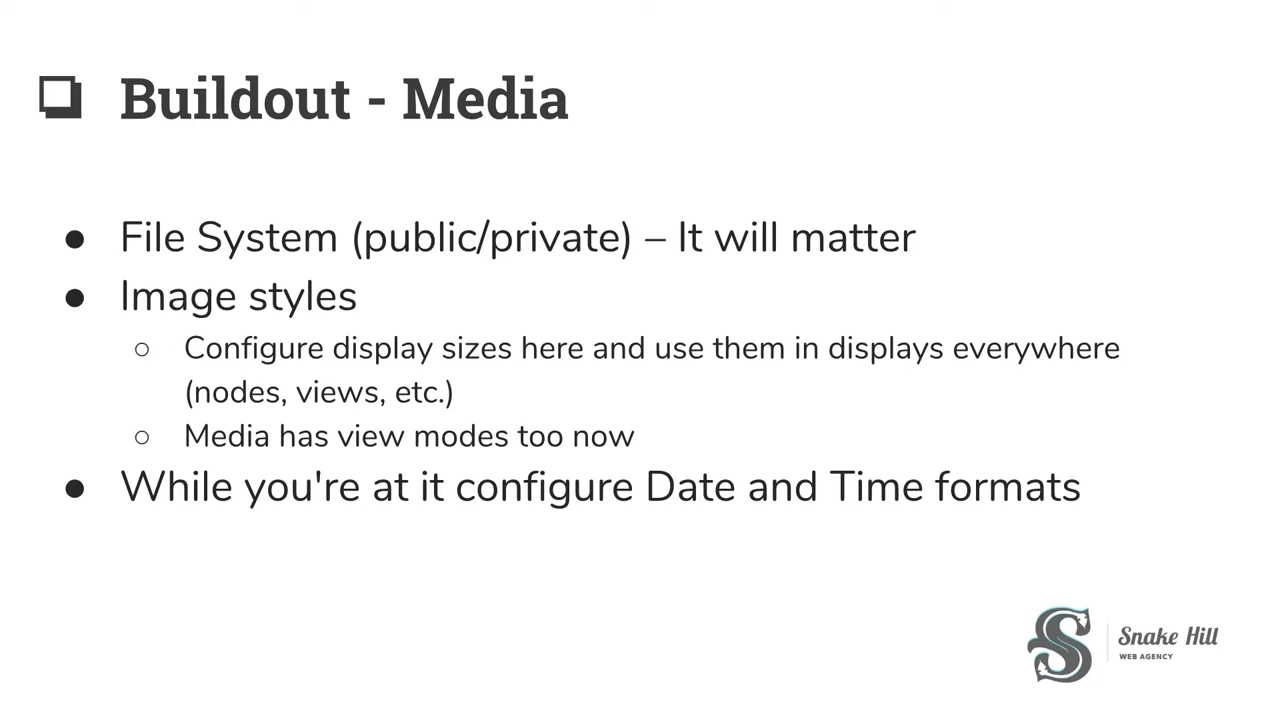 ❏ Buildout - Media
● File System (public/private) – It will matter
● Image styles
○ Configure display sizes here and use them in displays everywhere
(nodes, views, etc.)
○ Media has view modes too now
● While you're at it configure Date and Time formats
S
Snake Hill
WEB AGENCY